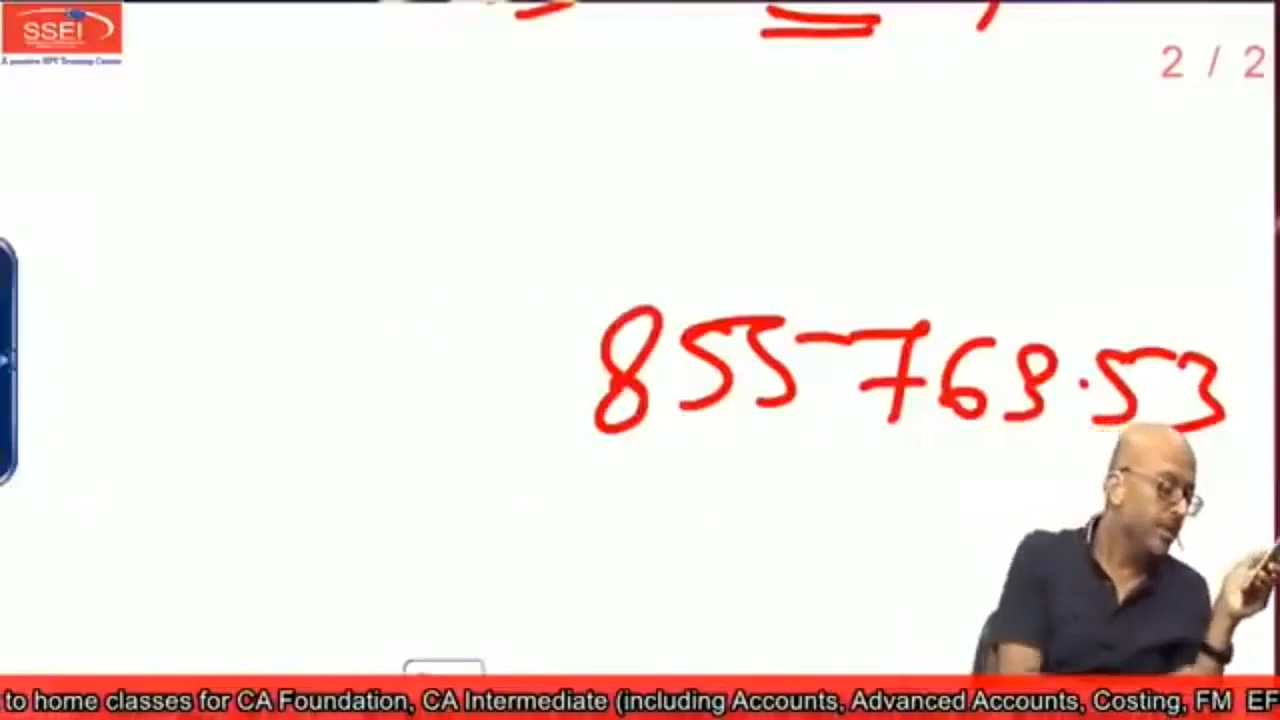 SSEI
2 / 2
855769.53
to home classes for CA Foundation, CA Intermediate (including Accounts, Advanced Accounts, Costing, FM EF